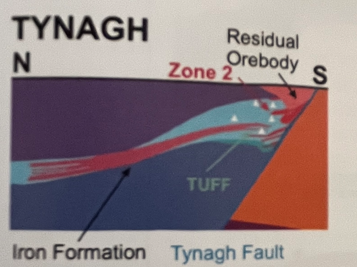 TYNAGH
Residual
Orebody
N
Zone 2
S
TUFF
Iron Formation
Tynagh Fault